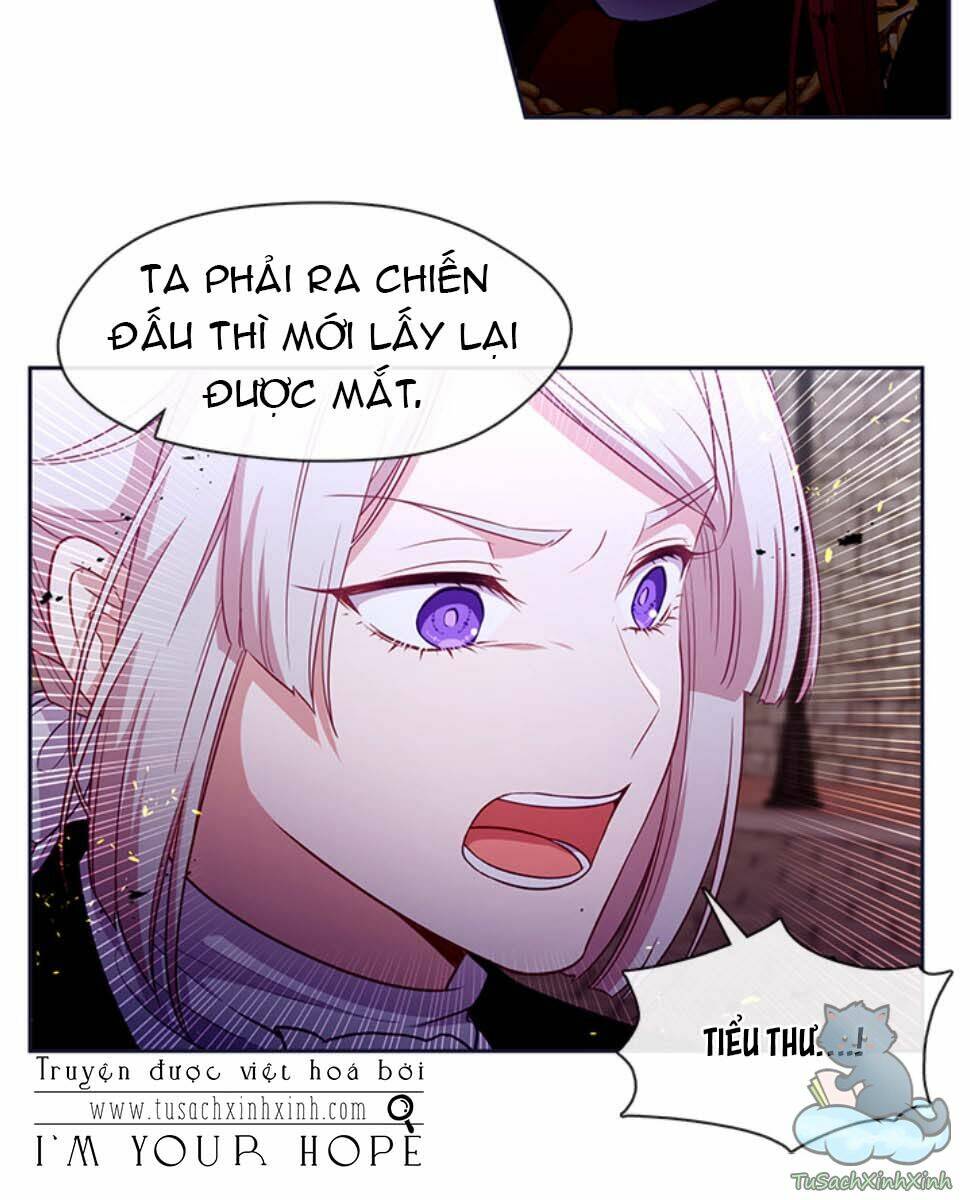 TA PHẢI RA CHIẾN
ĐẤU THÌ MỚI LẤY LẠI
ĐƯỢC MẮT.
TIỂU THƯ.....!
Truyện được việt hoá bởi
www.tusachxinhxinh.com
I'M YOUR HOPE
TuSachXinhXinh